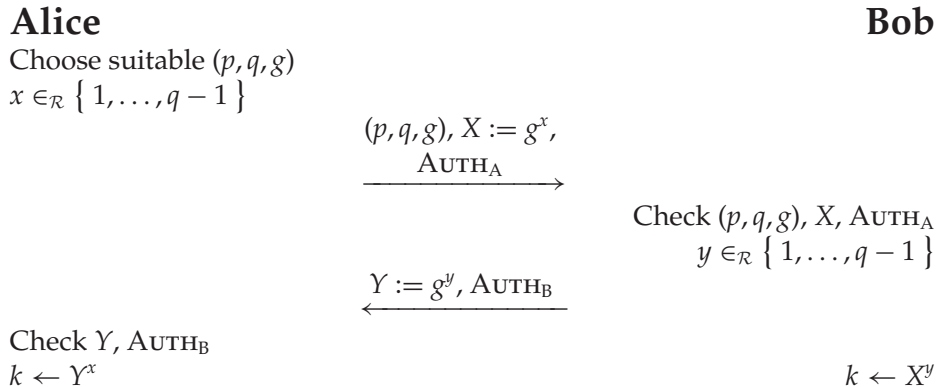 Alice Bob
Choose suitable (p, q, g)
x ∈_R { 1, . . . , q − 1 }
(p, q, g), X := g^x,
AUTH_A
Check (p, q, g), X, AUTH_A
y ∈_R { 1, . . . , q − 1 }
Y := g^y, AUTH_B
Check Y, AUTH_B
k ← Y^x k ← X^y